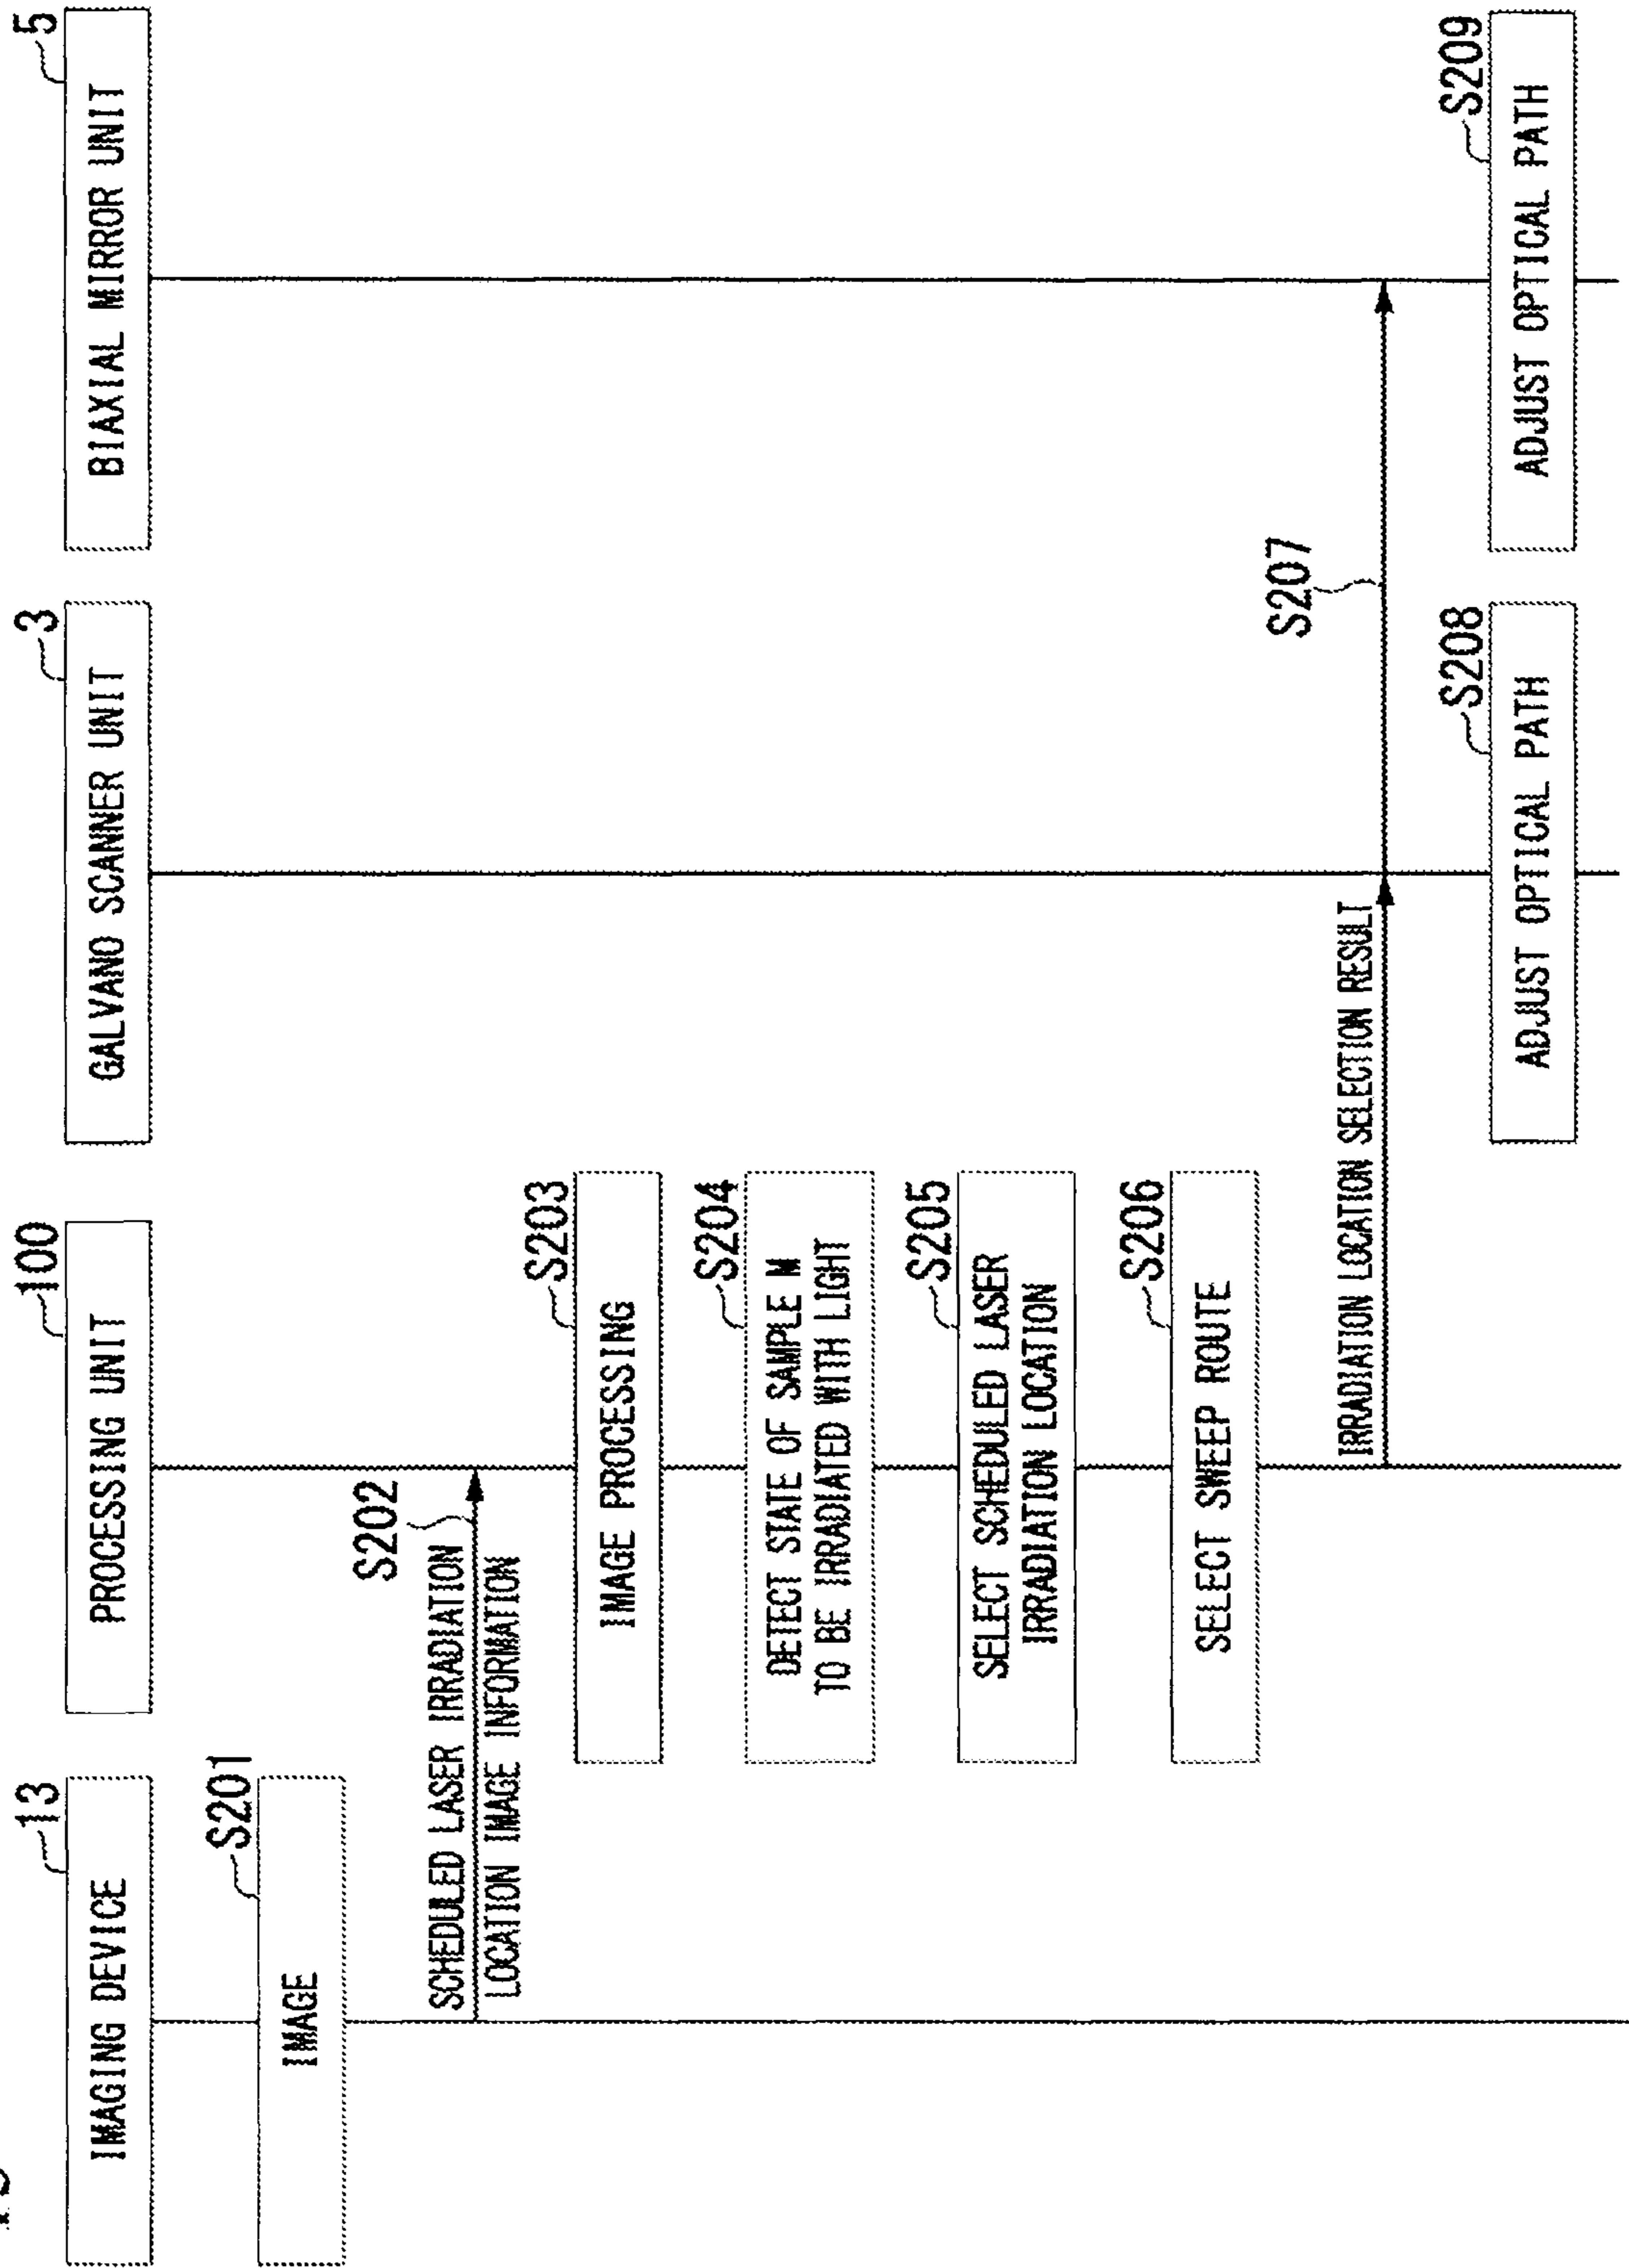 13
IMAGING DEVICE
100
PROCESSING UNIT
3
GALVANO SCANNER UNIT
5
BIAXIAL MIRROR UNIT
S201
IMAGE
SCHEDULED LASER IRRADIATION
LOCATION IMAGE INFORMATION
S202
S203
IMAGE PROCESSING
S204
DETECT STATE OF SAMPLE M
TO BE IRRADIATED WITH LIGHT
S205
SELECT SCHEDULED LASER
IRRADIATION LOCATION
S206
SELECT SWEEP ROUTE
IRRADIATION LOCATION SELECTION RESULT
S207
S208
ADJUST OPTICAL PATH
S209
ADJUST OPTICAL PATH